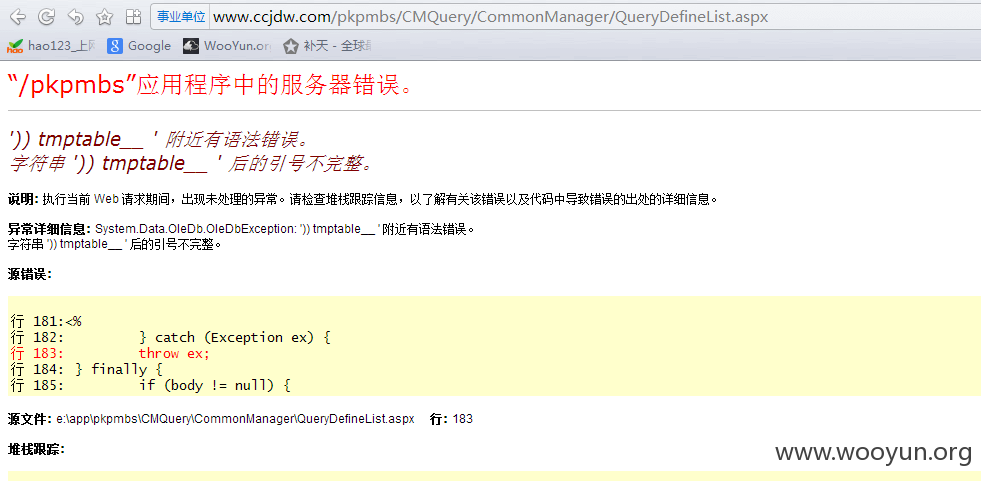 事业单位 www.ccjdw.com/pkpmbs/CMQuery/CommonManager/QueryDefineList.aspx
hao123_上网 Google WooYun.org 补天 - 全球最
“/pkpmbs”应用程序中的服务器错误。
')) tmptable__ ' 附近有语法错误。
字符串 ')) tmptable__ ' 后的引号不完整。
说明: 执行当前 Web 请求期间，出现未处理的异常。请检查堆栈跟踪信息，以了解有关该错误以及代码中导致错误的出处的详细信息。
异常详细信息: System.Data.OleDb.OleDbException: ')) tmptable__ ' 附近有语法错误。
字符串 ')) tmptable__ ' 后的引号不完整。
源错误:
行 181:<%
行 182: } catch (Exception ex) {
行 183: throw ex;
行 184: } finally {
行 185: if (body != null) {
源文件: e:\app\pkpmbs\CMQuery\CommonManager\QueryDefineList.aspx 行: 183
堆栈跟踪:
www.wooyun.org